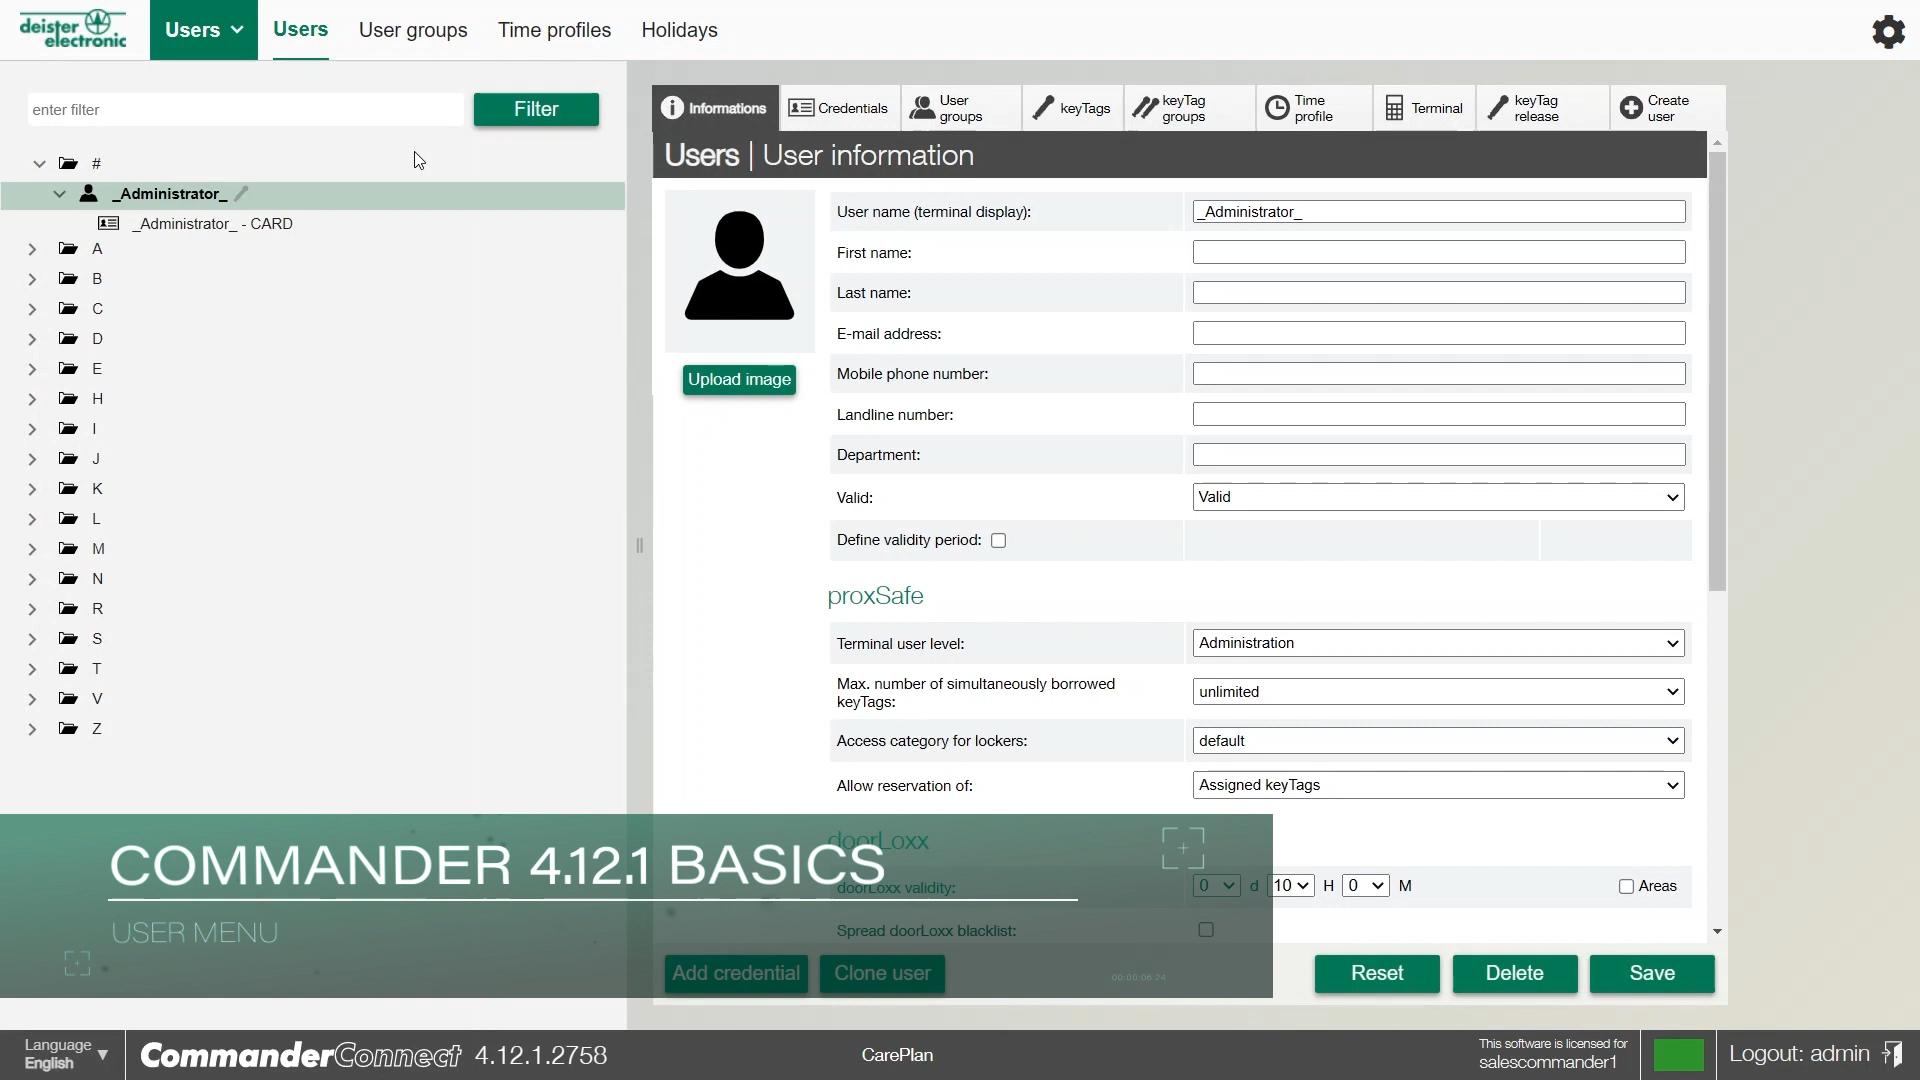 deister
electronic
Users
Users
User groups
Time profiles
Holidays
enter filter
Filter
#
_Administrator_
_Administrator_ - CARD
A
B
C
D
E
H
I
J
K
L
M
N
R
S
T
V
Z
Informations
Credentials
User
groups
keyTags
keyTag
groups
Time
profile
Terminal
keyTag
release
Create
user
Users | User information
Upload image
User name (terminal display):
_Administrator_
First name:
Last name:
E-mail address:
Mobile phone number:
Landline number:
Department:
Valid:
Valid
Define validity period:
proxSafe
Terminal user level:
Administration
Max. number of simultaneously borrowed
keyTags:
unlimited
Access category for lockers:
default
Allow reservation of:
Assigned keyTags
doorLoxx
doorLoxx validity:
0 d 10 H 0 M
Areas
Spread doorLoxx blacklist:
COMMANDER 4.12.1 BASICS
USER MENU
Add credential
Clone user
00:00:06:24
Reset
Delete
Save
Language
English
CommanderConnect 4.12.1.2758
CarePlan
This software is licensed for
salescommander1
Logout: admin